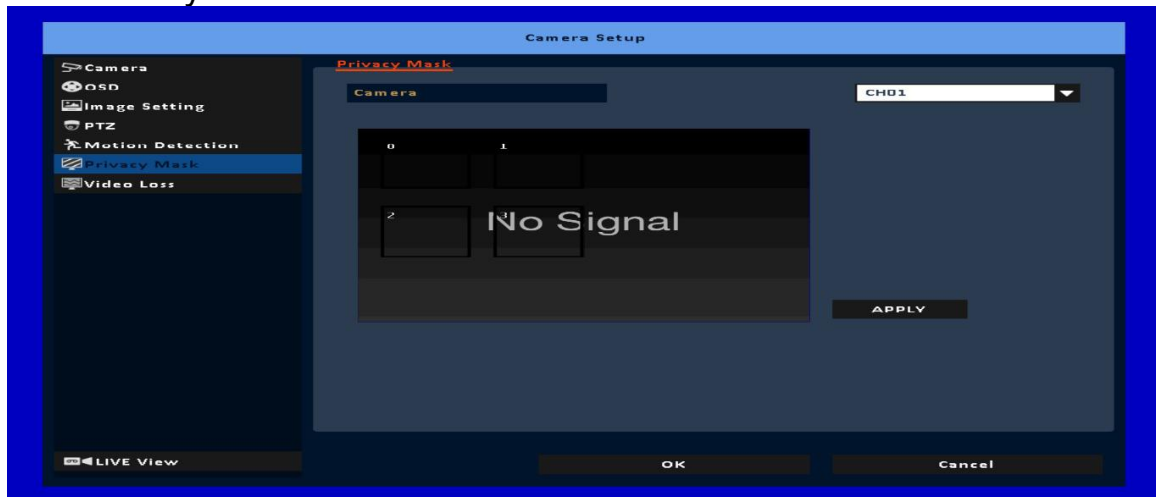 Camera Setup
Camera
OSD
Image Setting
PTZ
Motion Detection
Privacy Mask
Video Loss
LIVE View
Privacy Mask
Camera
CH01
0 1
2 3
No Signal
APPLY
OK
Cancel